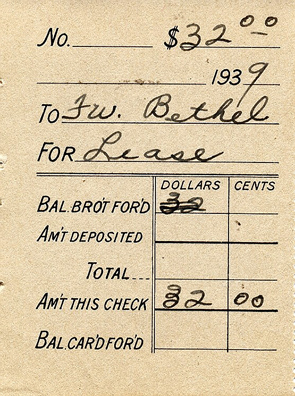 No. $32 00
1939
To F.W. Bethel
FOR Lease
DOLLARS CENTS
BAL. BRO'T FOR'D 32
AM'T DEPOSITED
TOTAL...
AM'T THIS CHECK 32 00
BAL. CAR'D FOR'D